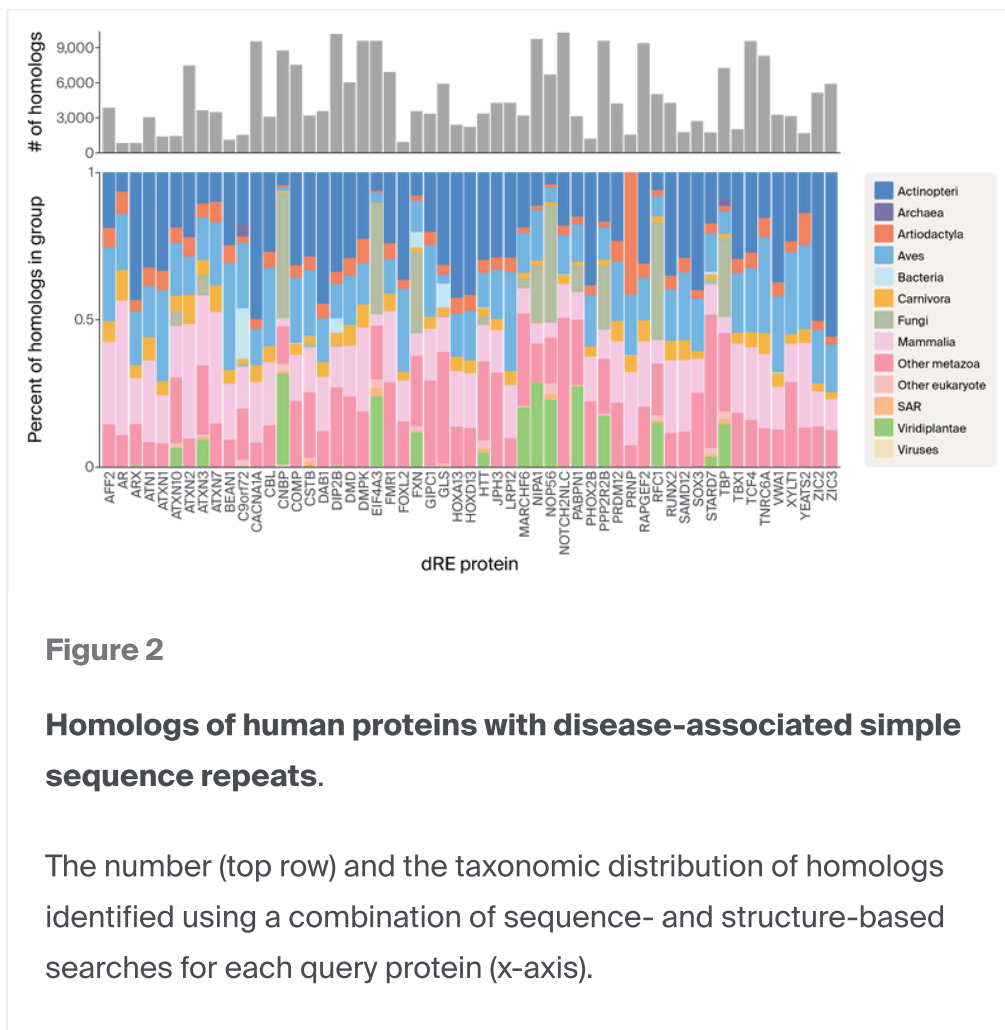 # of homologs
9,000
6,000
3,000
0
Percent of homologs in group
1
0.5
0
Actinopteri
Archaea
Artiodactyla
Aves
Bacteria
Carnivora
Fungi
Mammalia
Other metazoa
Other eukaryote
SAR
Viridiplantae
Viruses
AFF2
AR
ARX
ATN1
ATXN1
ATXN10
ATXN2
ATXN3
ATXN7
BEAN1
C9orf72
CACNA1A
CBL
CNBP
COMP
CSTB
DAB1
DIP2B
DMD
DMPK
EIF4A3
FMR1
FOXL2
FXN
GIPC1
GLS
HOXA13
HOXD13
HTT
JPH3
LRP12
MARCHF6
NIPA1
NOP56
NOTCH2NLC
PABPN1
PHOX2B
PPP2R2B
PRDM12
PRNP
RAPGEF2
RFC1
RUNX2
SAMD12
SOX3
STARD7
TBP
TBX1
TCF4
TNRC6A
VWA1
XYLT1
YEATS2
ZIC2
ZIC3
dRE protein
Figure 2
Homologs of human proteins with disease-associated simple
sequence repeats.
The number (top row) and the taxonomic distribution of homologs
identified using a combination of sequence- and structure-based
searches for each query protein (x-axis).